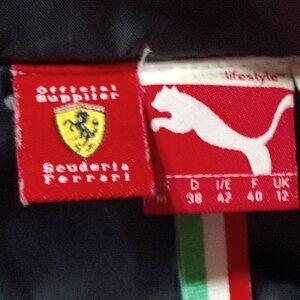 Official
Supplier
Scuderia
Ferrari
lifestyle
D I/E F UK
M 38 42 40 12